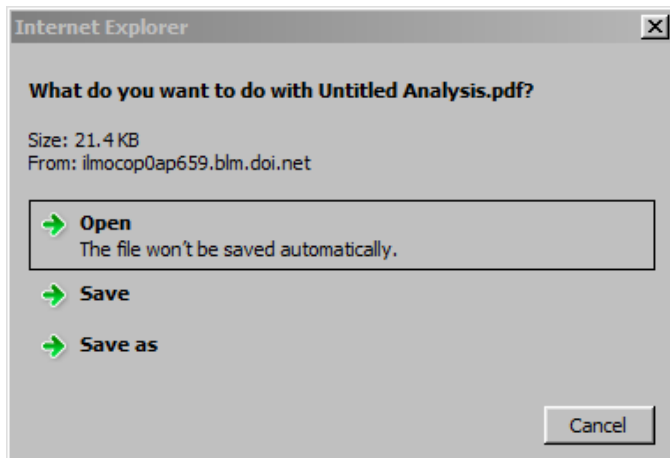 Internet Explorer
What do you want to do with Untitled Analysis.pdf?
Size: 21.4 KB
From: ilmocop0ap659.blm.doi.net
Open
The file won't be saved automatically.
Save
Save as
Cancel